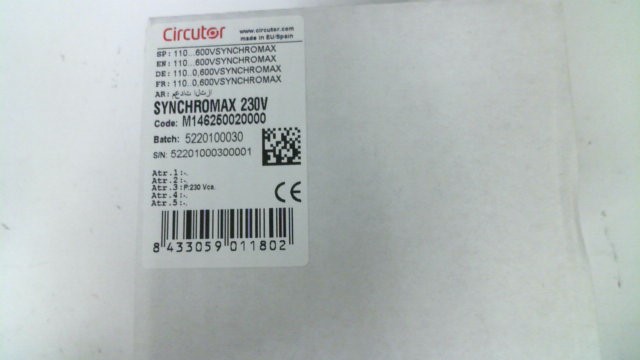 Circutor
www.circutor.com
made in EU/Spain
SP: 110...600VSYNCHROMAX
EN: 110...600VSYNCHROMAX
DE: 110...0,600VSYNCHROMAX
FR: 110...0,600VSYNCHROMAX
AR:
SYNCHROMAX 230V
Code: M146250020000
Batch: 5220100030
S/N: 52201000300001
Atr.1:-.
Atr.2:-.
Atr.3:P.230 Vca.
Atr.4:-.
Atr.5:-.
CE
8 433059 011802